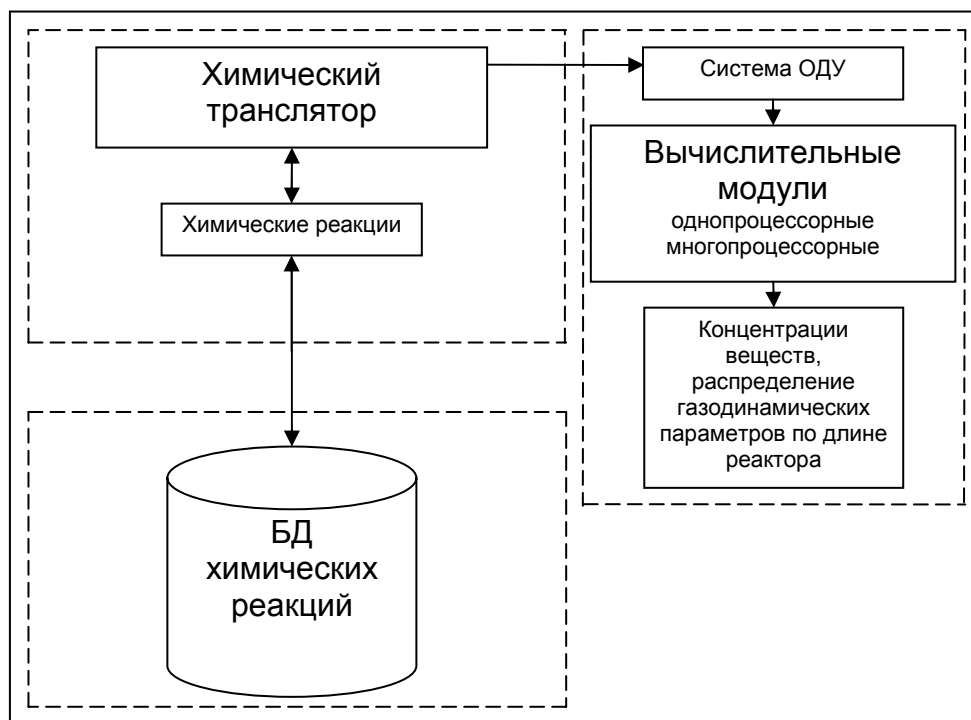 Химический
транслятор
Химические реакции
БД
химических
реакций
Система ОДУ
Вычислительные
модули
однопроцессорные
многопроцессорные
Концентрации
веществ,
распределение
газодинамических
параметров по длине
реактора